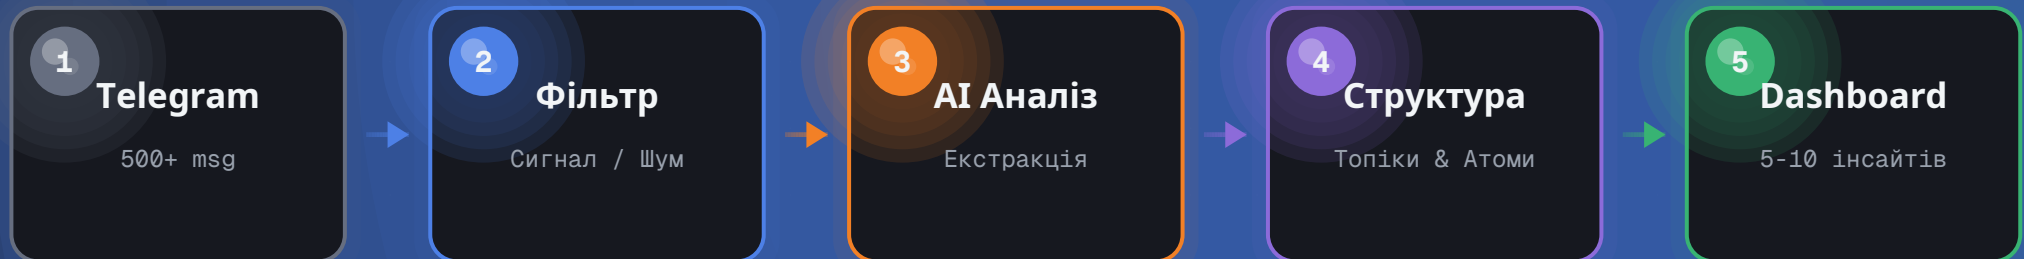 1
Telegram
500+ msg
2
Фільтр
Сигнал / Шум
3
AI Аналіз
Екстракція
4
Структура
Топіки & Атоми
5
Dashboard
5-10 інсайтів